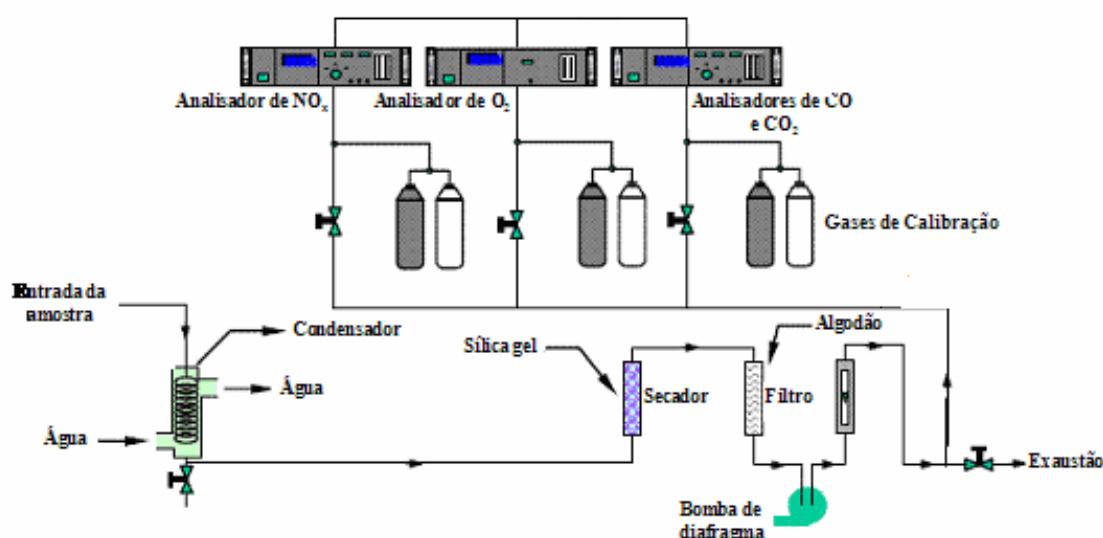 Analisador de NOx
Analisador de O2
Analisadores de CO
e CO2
Gases de Calibração
Entrada da
amostra
Condensador
Água
Água
Sílica gel
Secador
Algodão
Filtro
Bomba de
diafragma
Exaustão